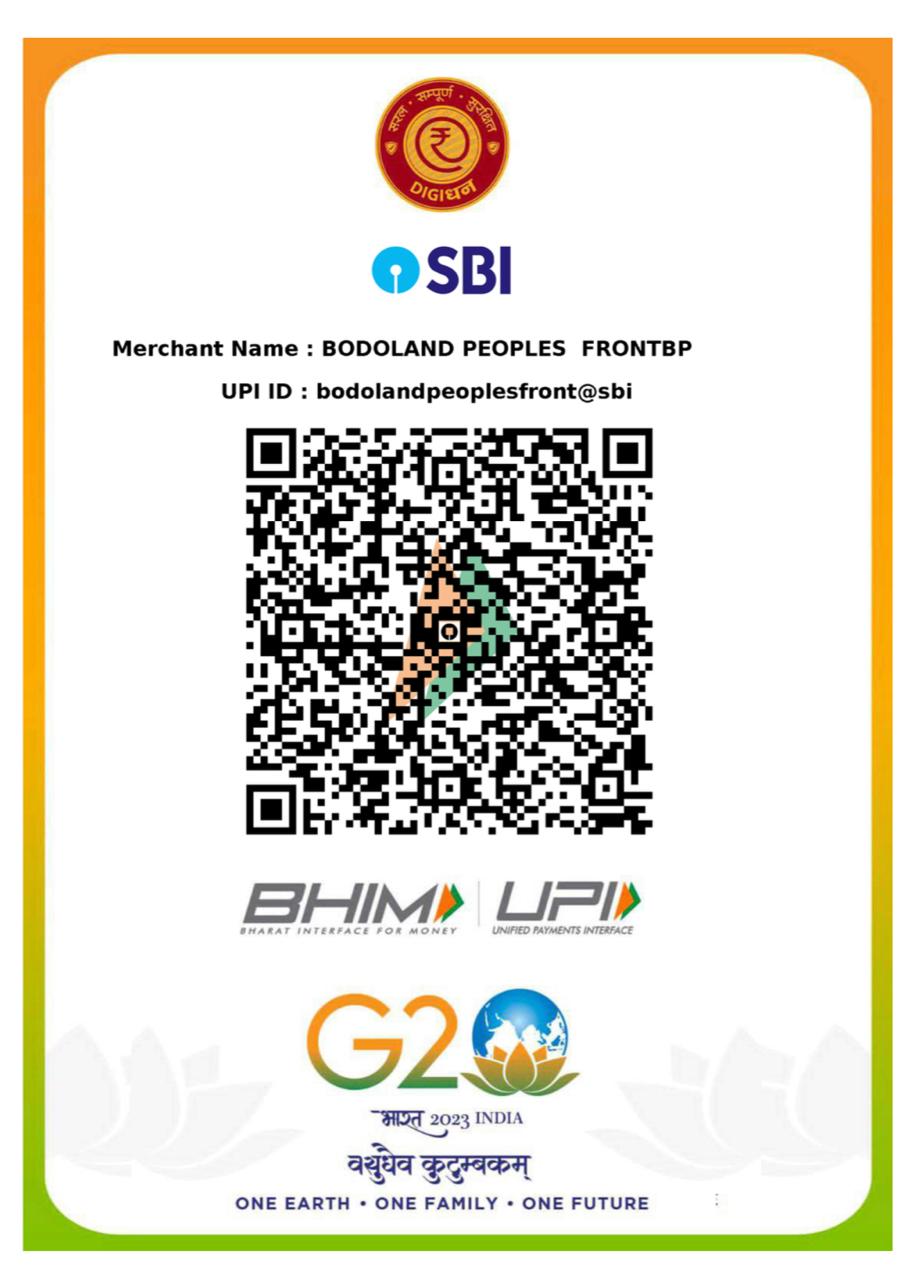 सरल · सम्पूर्ण · सुरक्षित
DIGIधन
SBI
Merchant Name : BODOLAND PEOPLES  FRONTBP
UPI ID : bodolandpeoplesfront@sbi
BHIM UPI
BHARAT INTERFACE FOR MONEY UNIFIED PAYMENTS INTERFACE
G20
भारत 2023 INDIA
वसुधैव कुटुम्बकम्
ONE EARTH • ONE FAMILY • ONE FUTURE